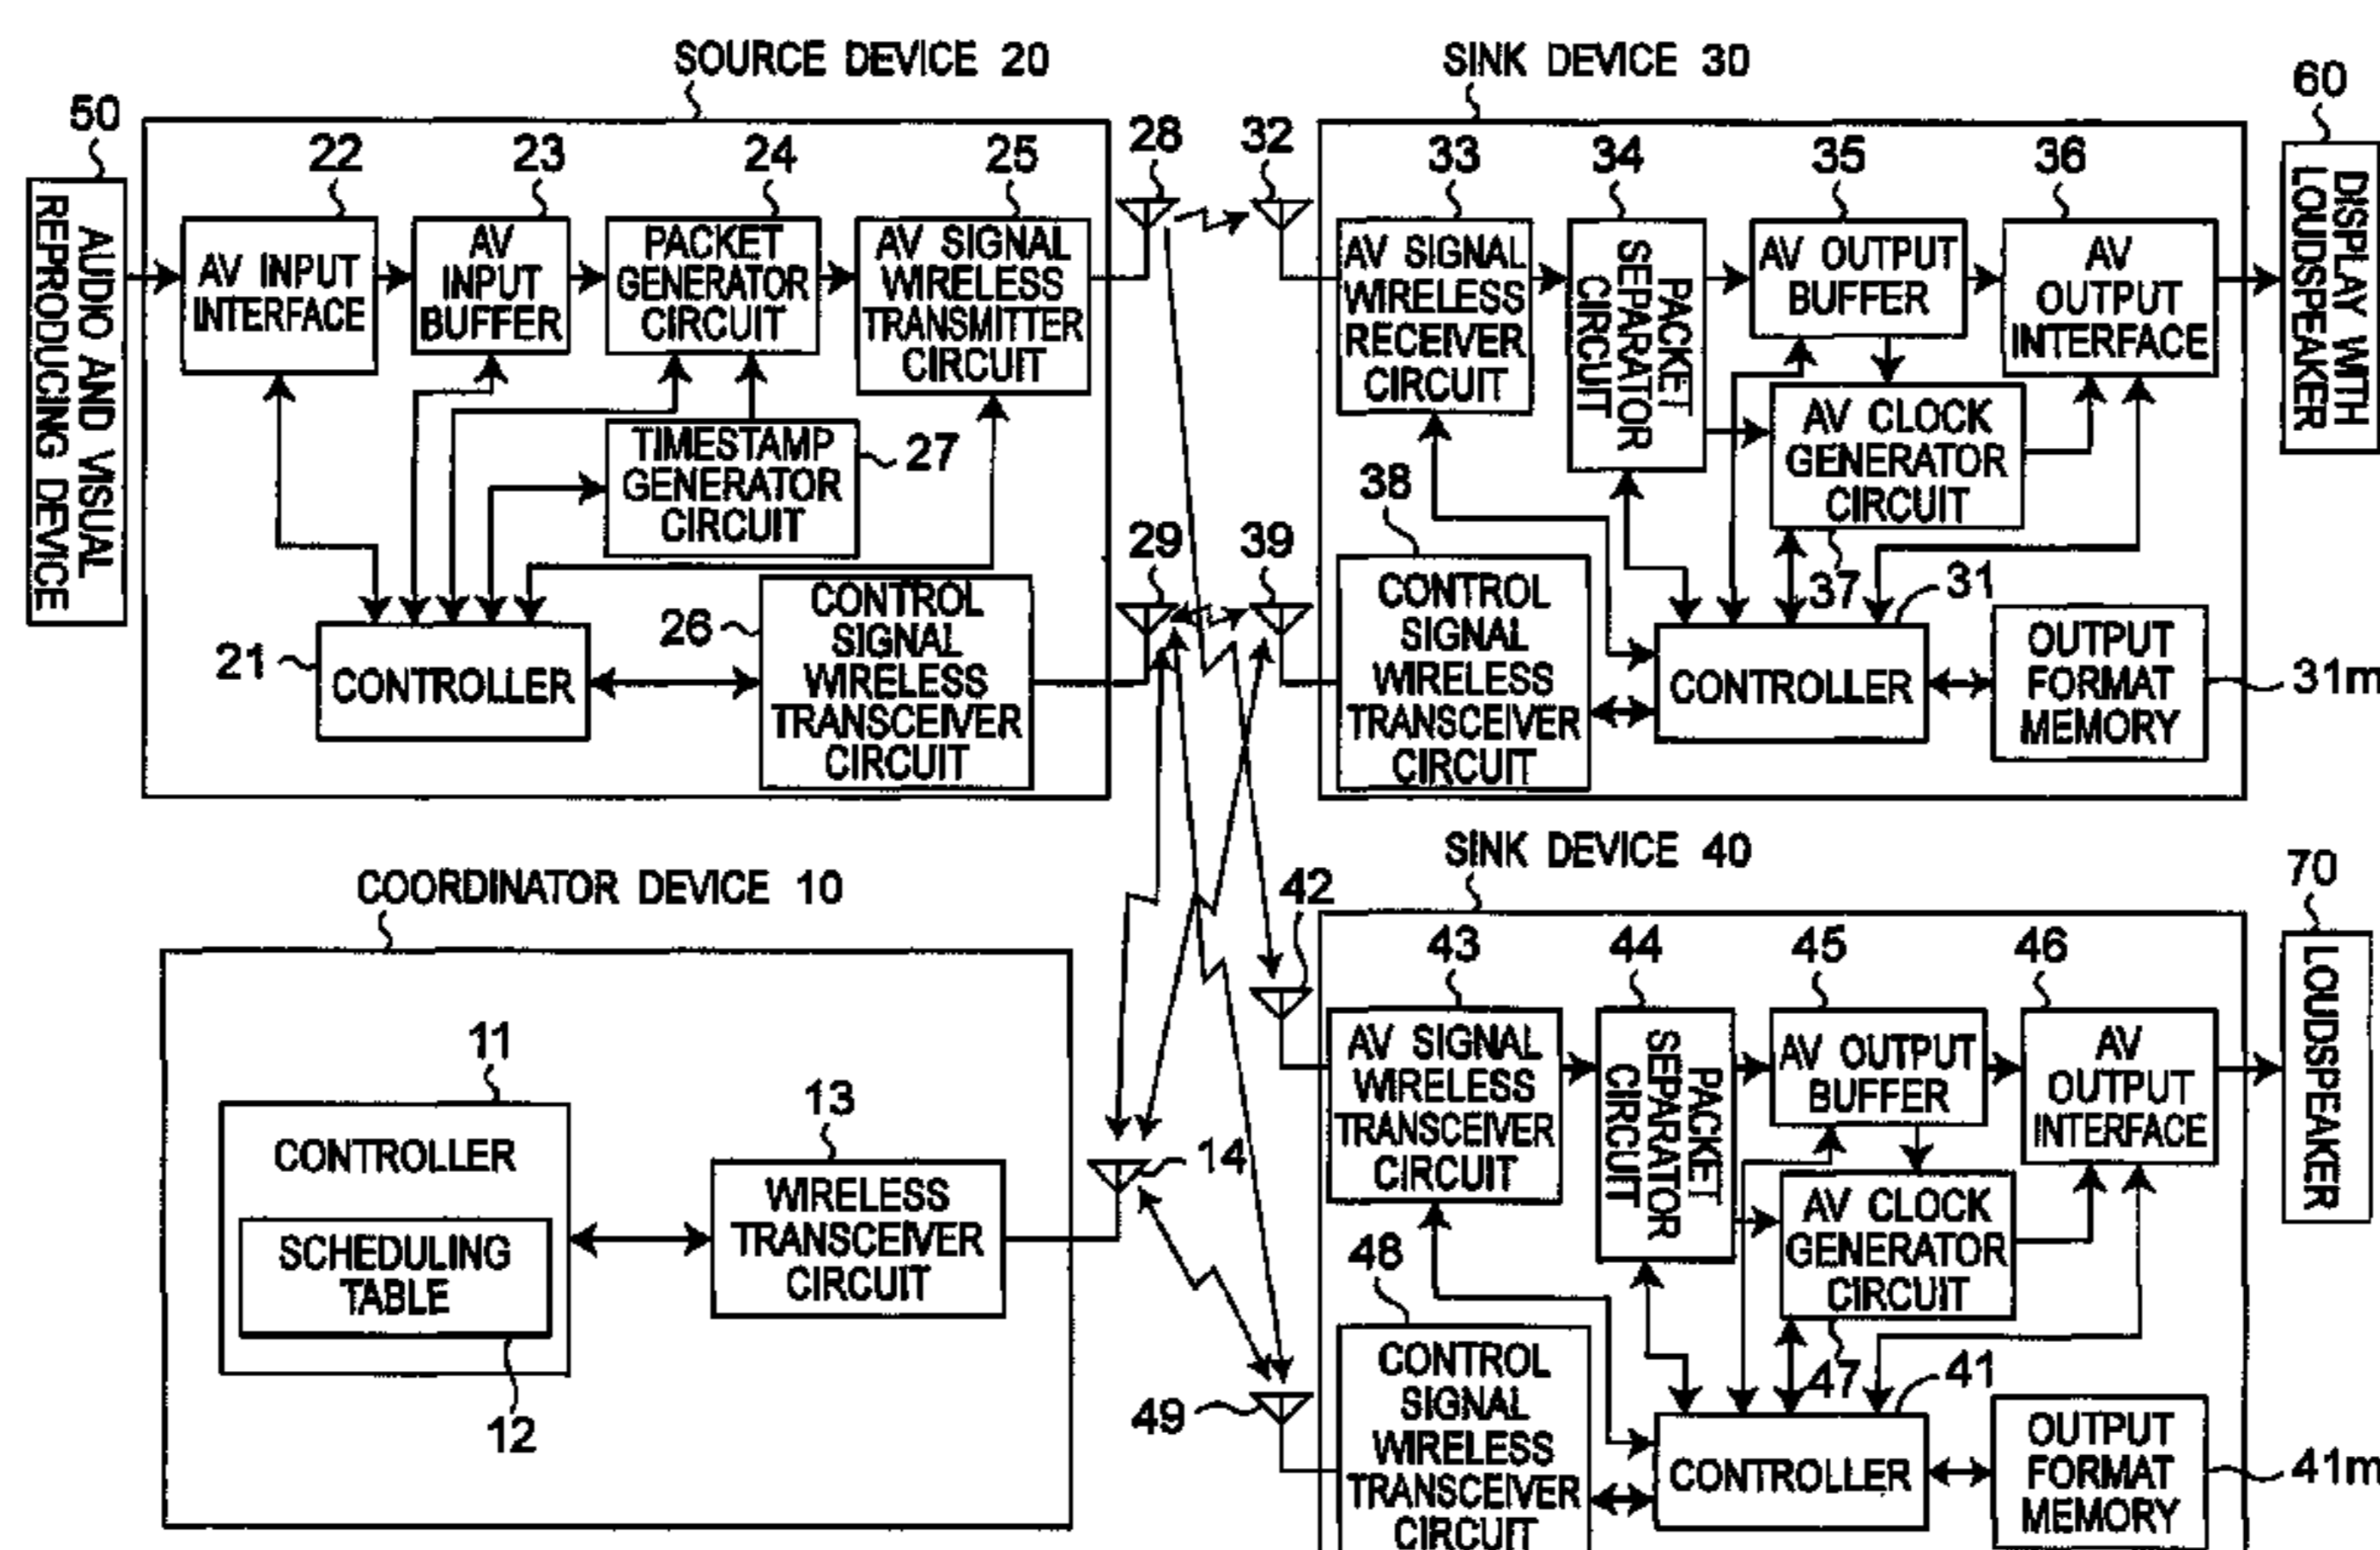 SOURCE DEVICE 20
50
AUDIO AND VISUAL
REPRODUCING DEVICE
22
AV INPUT
INTERFACE
23
AV
INPUT
BUFFER
24
PACKET
GENERATOR
CIRCUIT
25
AV SIGNAL
WIRELESS
TRANSMITTER
CIRCUIT
28
TIMESTAMP
GENERATOR
CIRCUIT
27
21
CONTROLLER
26
CONTROL
SIGNAL
WIRELESS
TRANSCEIVER
CIRCUIT
29
SINK DEVICE 30
32
33
AV SIGNAL
WIRELESS
RECEIVER
CIRCUIT
34
PACKET
SEPARATOR
CIRCUIT
35
AV OUTPUT
BUFFER
36
AV
OUTPUT
INTERFACE
60
DISPLAY WITH
LOUDSPEAKER
AV CLOCK
GENERATOR
CIRCUIT
37
39
38
CONTROL
SIGNAL
WIRELESS
TRANSCEIVER
CIRCUIT
31
CONTROLLER
OUTPUT
FORMAT
MEMORY
31m
COORDINATOR DEVICE 10
11
CONTROLLER
SCHEDULING
TABLE
12
13
WIRELESS
TRANSCEIVER
CIRCUIT
14
SINK DEVICE 40
42
43
AV SIGNAL
WIRELESS
TRANSCEIVER
CIRCUIT
44
PACKET
SEPARATOR
CIRCUIT
45
AV OUTPUT
BUFFER
46
AV
OUTPUT
INTERFACE
70
LOUDSPEAKER
AV CLOCK
GENERATOR
CIRCUIT
47
49
48
CONTROL
SIGNAL
WIRELESS
TRANSCEIVER
CIRCUIT
41
CONTROLLER
OUTPUT
FORMAT
MEMORY
41m